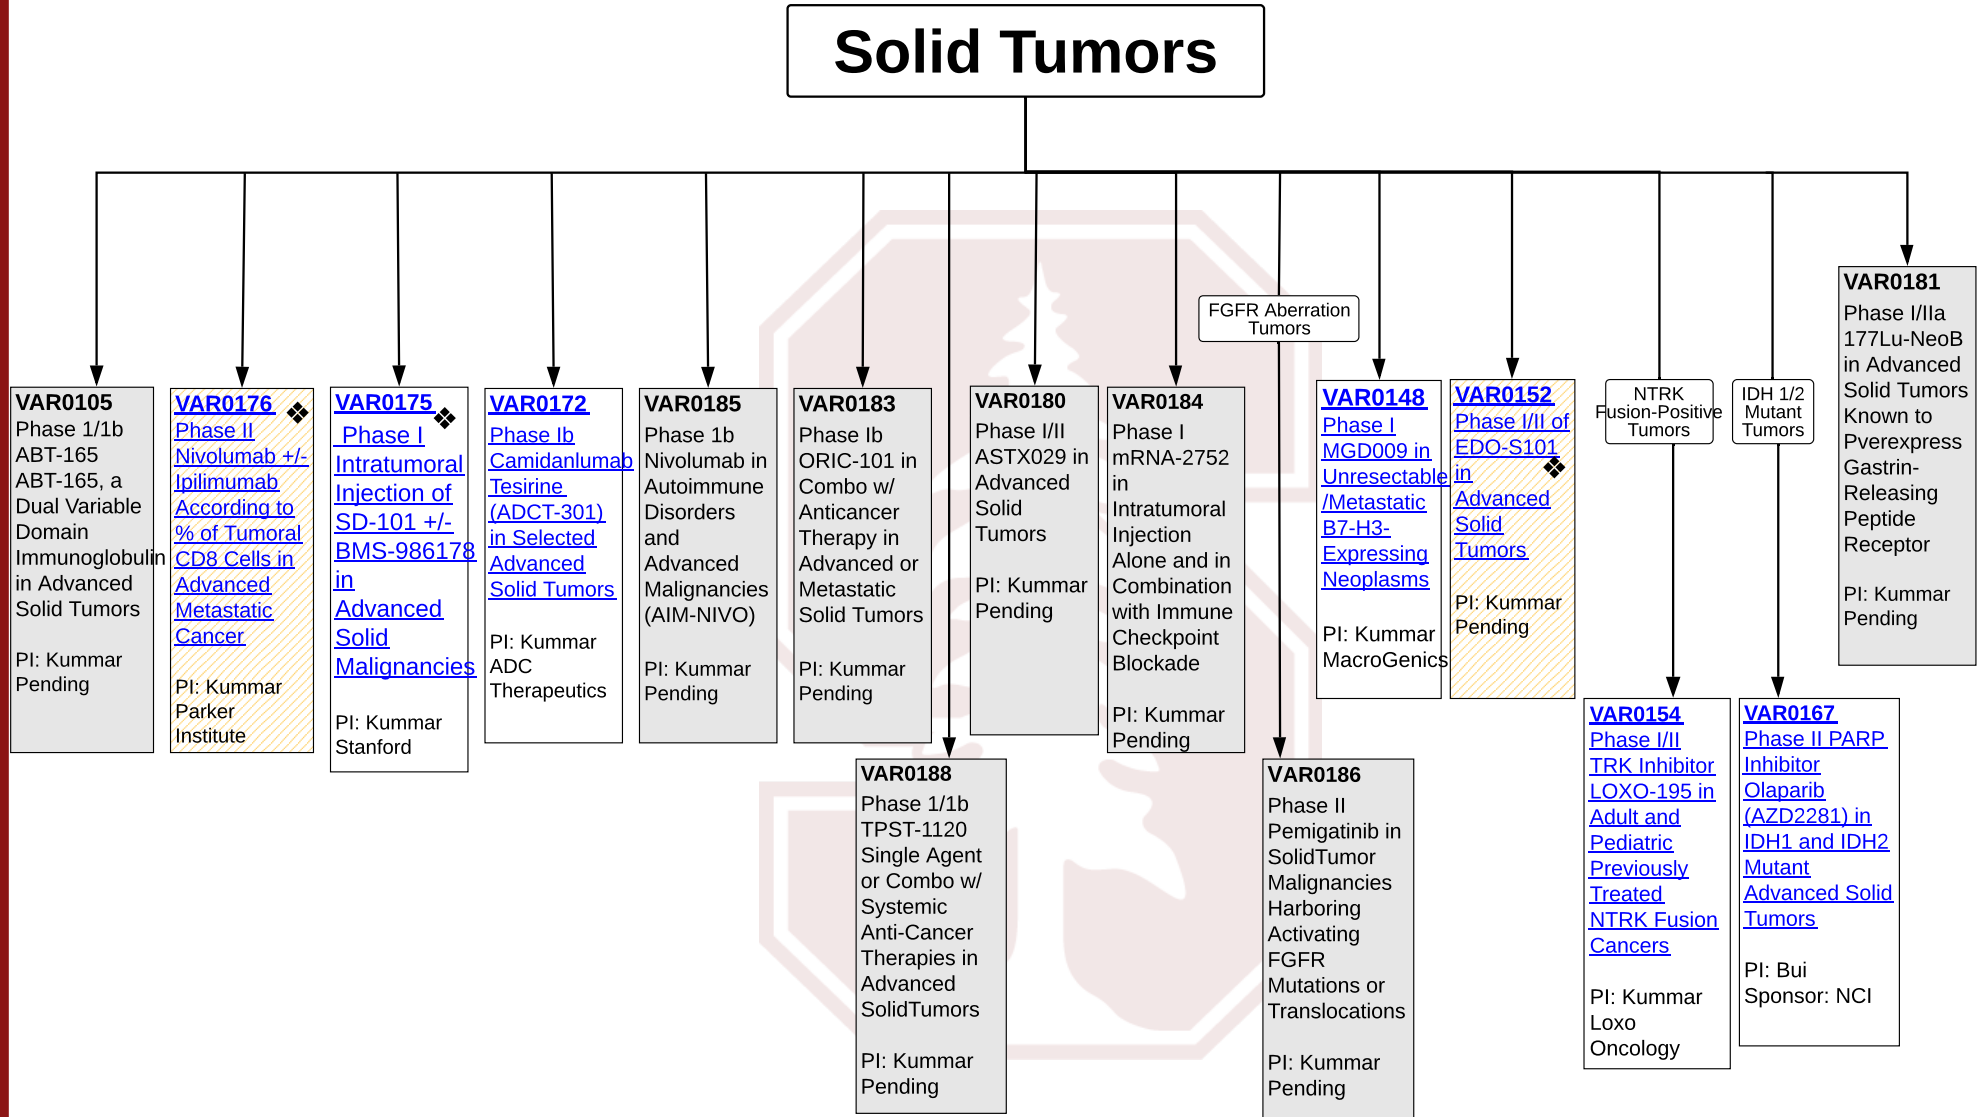 Solid Tumors
VAR0105
Phase 1/1b
ABT-165
ABT-165, a
Dual Variable
Domain
Immunoglobulin
in Advanced
Solid Tumors
PI: Kummar
Pending
VAR0176
Phase II
Nivolumab +/-
Ipilimumab
According to
% of Tumoral
CD8 Cells in
Advanced
Metastatic
Cancer
PI: Kummar
Parker
Institute
VAR0175
Phase I
Intratumoral
Injection of
SD-101 +/-
BMS-986178
in
Advanced
Solid
Malignancies
PI: Kummar
Stanford
VAR0172
Phase Ib
Camidanlumab
Tesirine
(ADCT-301)
in Selected
Advanced
Solid Tumors
PI: Kummar
ADC
Therapeutics
VAR0185
Phase 1b
Nivolumab in
Autoimmune
Disorders
and
Advanced
Malignancies
(AIM-NIVO)
PI: Kummar
Pending
VAR0183
Phase Ib
ORIC-101 in
Combo w/
Anticancer
Therapy in
Advanced or
Metastatic
Solid Tumors
PI: Kummar
Pending
VAR0188
Phase 1/1b
TPST-1120
Single Agent
or Combo w/
Systemic
Anti-Cancer
Therapies in
Advanced
SolidTumors
PI: Kummar
Pending
VAR0180
Phase I/II
ASTX029 in
Advanced
Solid
Tumors
PI: Kummar
Pending
VAR0184
Phase I
mRNA-2752
in
Intratumoral
Injection
Alone and in
Combination
with Immune
Checkpoint
Blockade
PI: Kummar
Pending
FGFR Aberration
Tumors
VAR0186
Phase II
Pemigatinib in
SolidTumor
Malignancies
Harboring
Activating
FGFR
Mutations or
Translocations
PI: Kummar
Pending
VAR0148
Phase I
MGD009 in
Unresectable
/Metastatic
B7-H3-
Expressing
Neoplasms
PI: Kummar
MacroGenics
VAR0152
Phase I/II of
EDO-S101
in
Advanced
Solid
Tumors
PI: Kummar
Pending
NTRK
Fusion-Positive
Tumors
VAR0154
Phase I/II
TRK Inhibitor
LOXO-195 in
Adult and
Pediatric
Previously
Treated
NTRK Fusion
Cancers
PI: Kummar
Loxo
Oncology
IDH 1/2
Mutant
Tumors
VAR0167
Phase II PARP
Inhibitor
Olaparib
(AZD2281) in
IDH1 and IDH2
Mutant
Advanced Solid
Tumors
PI: Bui
Sponsor: NCI
VAR0181
Phase I/IIa
177Lu-NeoB
in Advanced
Solid Tumors
Known to
Pverexpress
Gastrin-
Releasing
Peptide
Receptor
PI: Kummar
Pending